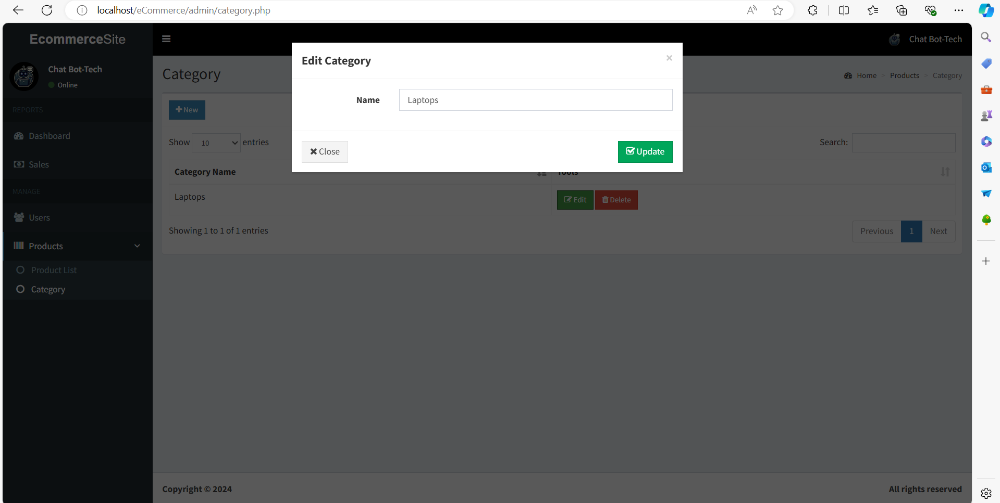 localhost/eCommerce/admin/category.php
EcommerceSite
Chat Bot-Tech
Chat Bot-Tech
Online
REPORTS
Dashboard
Sales
MANAGE
Users
Products
Product List
Category
Category
Home > Products > Category
New
Show 10 entries
Search:
Category Name
Tools
Laptops
Edit
Delete
Showing 1 to 1 of 1 entries
Previous 1 Next
Edit Category
×
Name
Laptops
Close
Update
Copyright © 2024
All rights reserved